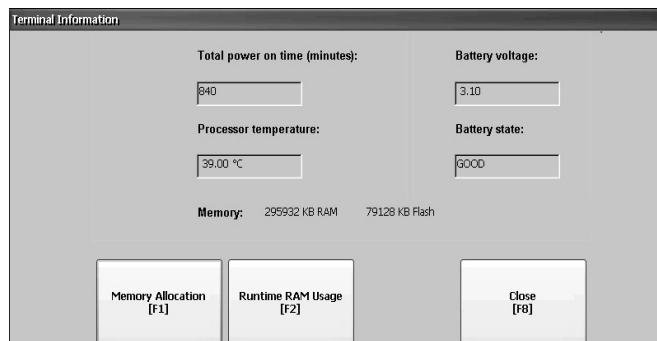 Terminal Information
Total power on time (minutes):
Battery voltage:
840
3.10
Processor temperature:
Battery state:
39.00 °C
GOOD
Memory: 295932 KB RAM 79128 KB Flash
Memory Allocation
[F1]
Runtime RAM Usage
[F2]
Close
[F8]